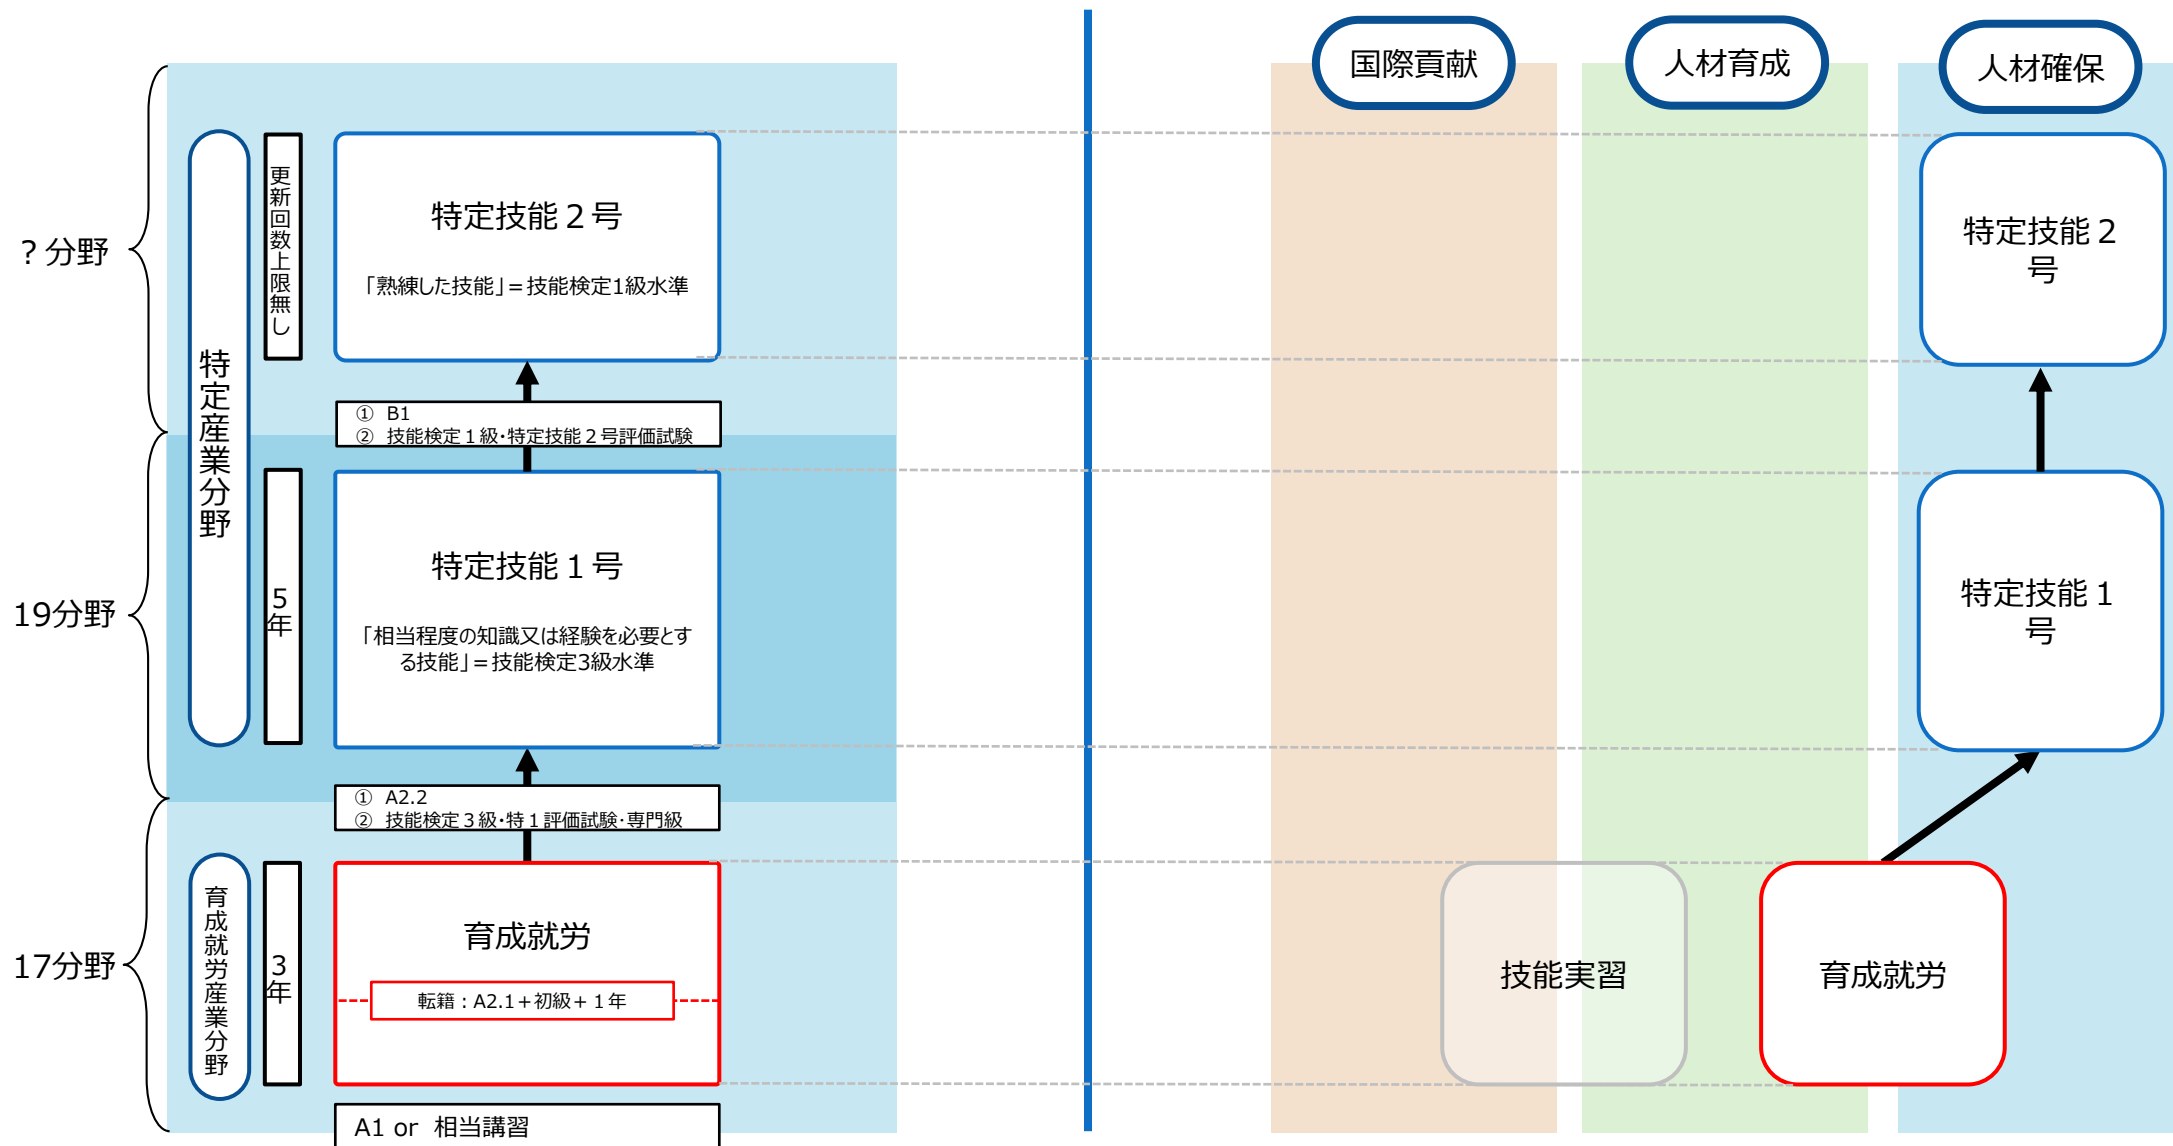 ？分野
19分野
17分野
特定産業分野
育成就労産業分野
更新回数上限無し
5年
3年
特定技能２号
「熟練した技能」＝技能検定1級水準
① B1
② 技能検定１級・特定技能２号評価試験
特定技能１号
「相当程度の知識又は経験を必要とす
る技能」＝技能検定3級水準
① A2.2
② 技能検定３級・特１評価試験・専門級
育成就労
転籍：A2.1＋初級＋１年
A1 or 相当講習
国際貢献
人材育成
人材確保
特定技能２
号
特定技能１
号
技能実習
育成就労